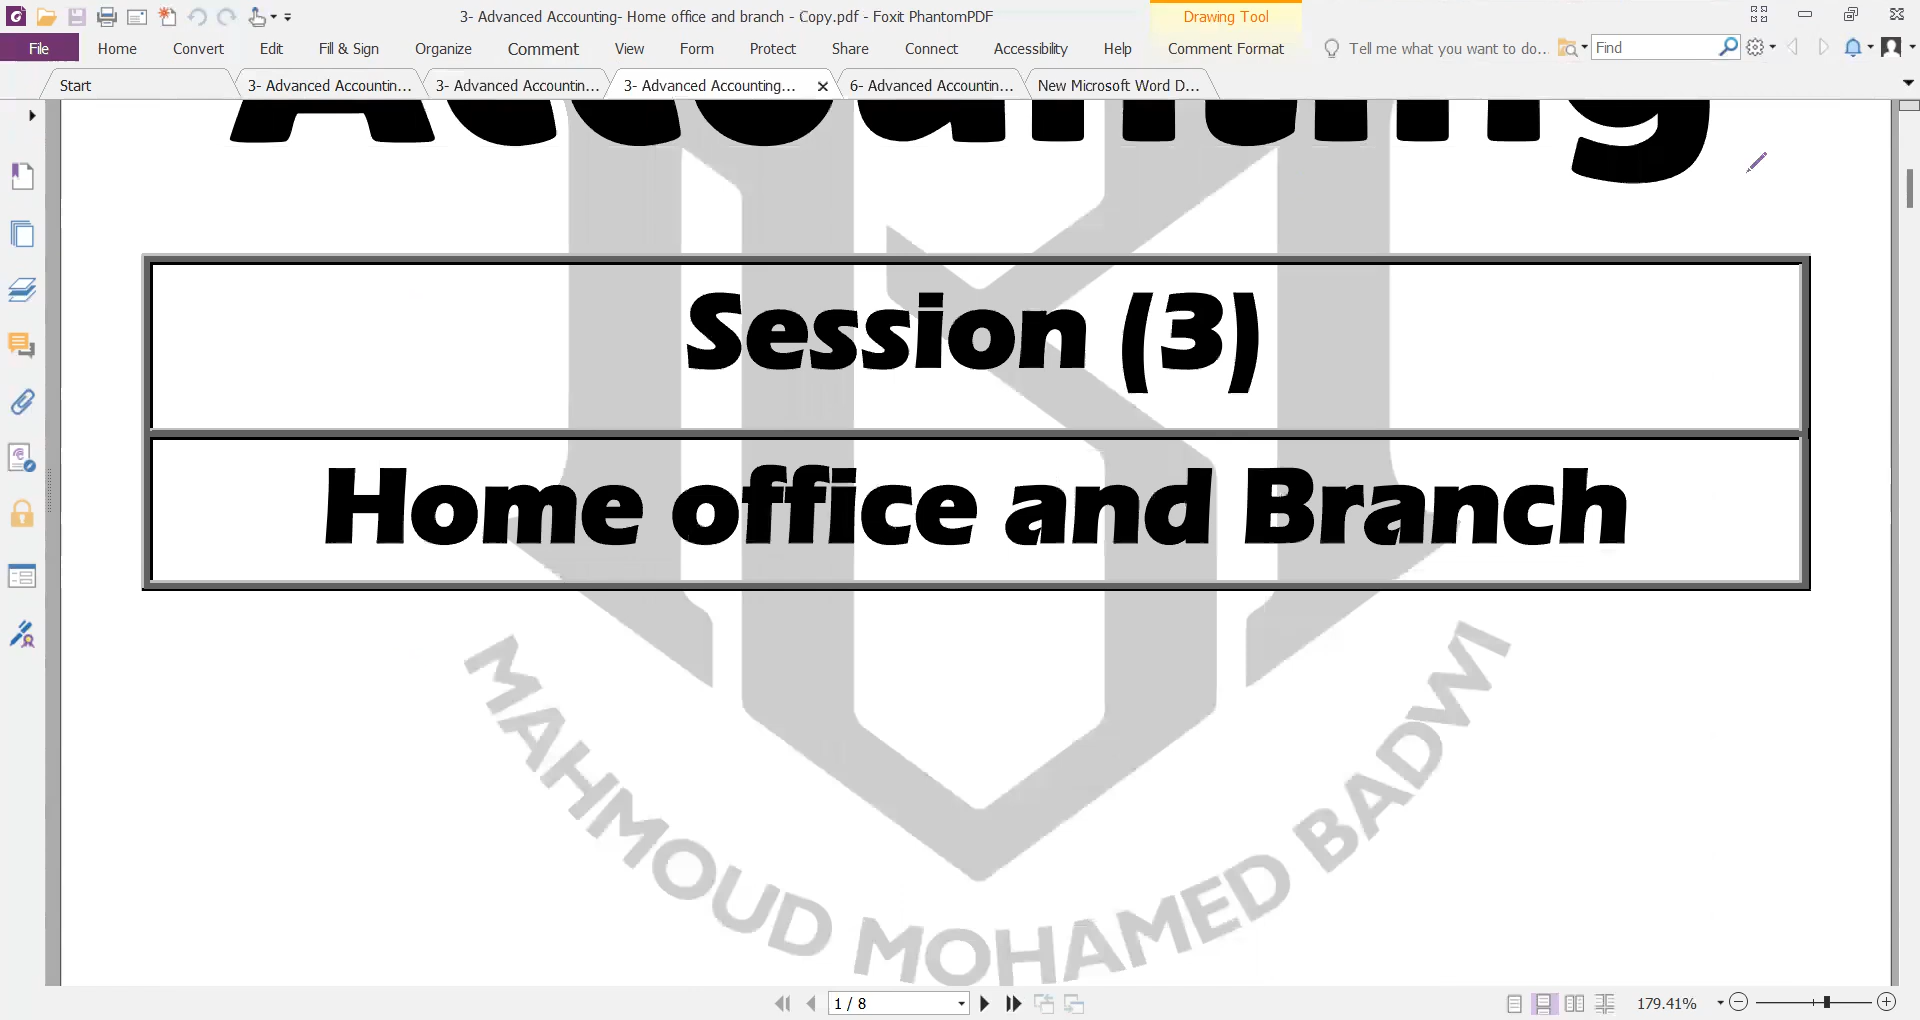 3- Advanced Accounting- Home office and branch - Copy.pdf - Foxit PhantomPDF
Drawing Tool
File Home Convert Edit Fill & Sign Organize Comment View Form Protect Share Connect Accessibility Help Comment Format Tell me what you want to do... Find
Start 3- Advanced Accountin... 3- Advanced Accountin... 3- Advanced Accounting... 6- Advanced Accountin... New Microsoft Word D...
Accounting
Session (3)
Home office and Branch
MAHMOUD MOHAMED BADWI
1 / 8
179.41%